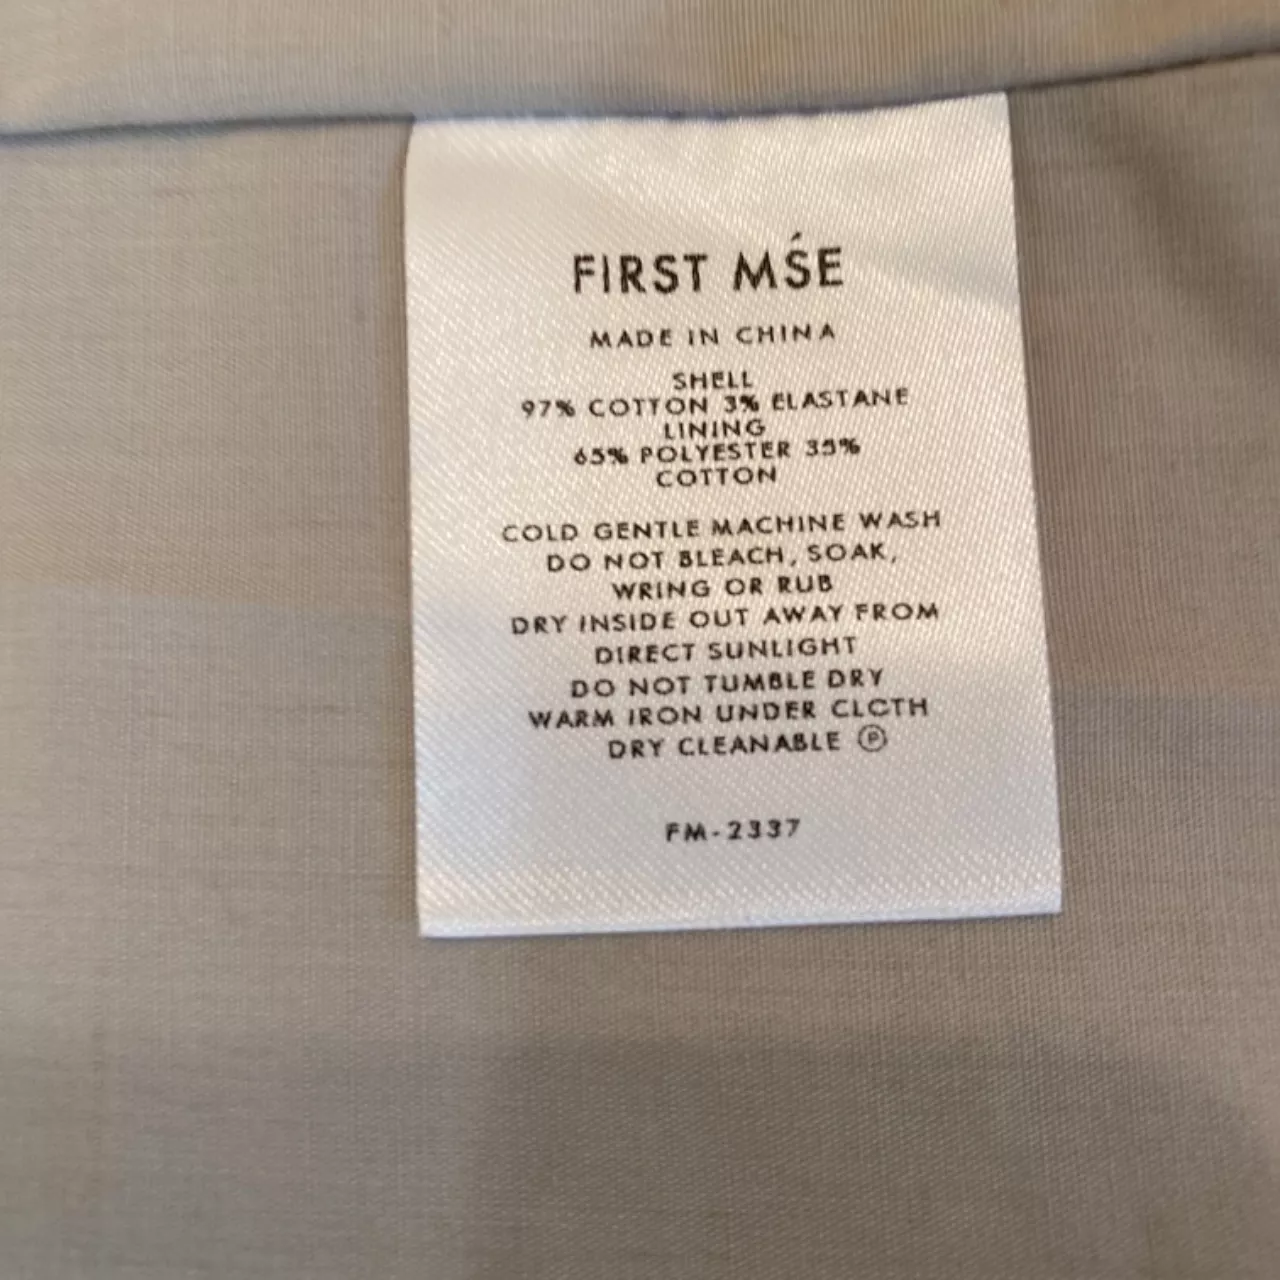 FIRST MŚE
MADE IN CHINA
SHELL
97% COTTON 3% ELASTANE
LINING
65% POLYESTER 35%
COTTON
COLD GENTLE MACHINE WASH
DO NOT BLEACH, SOAK,
WRING OR RUB
DRY INSIDE OUT AWAY FROM
DIRECT SUNLIGHT
DO NOT TUMBLE DRY
WARM IRON UNDER CLOTH
DRY CLEANABLE Ⓟ
FM-2337